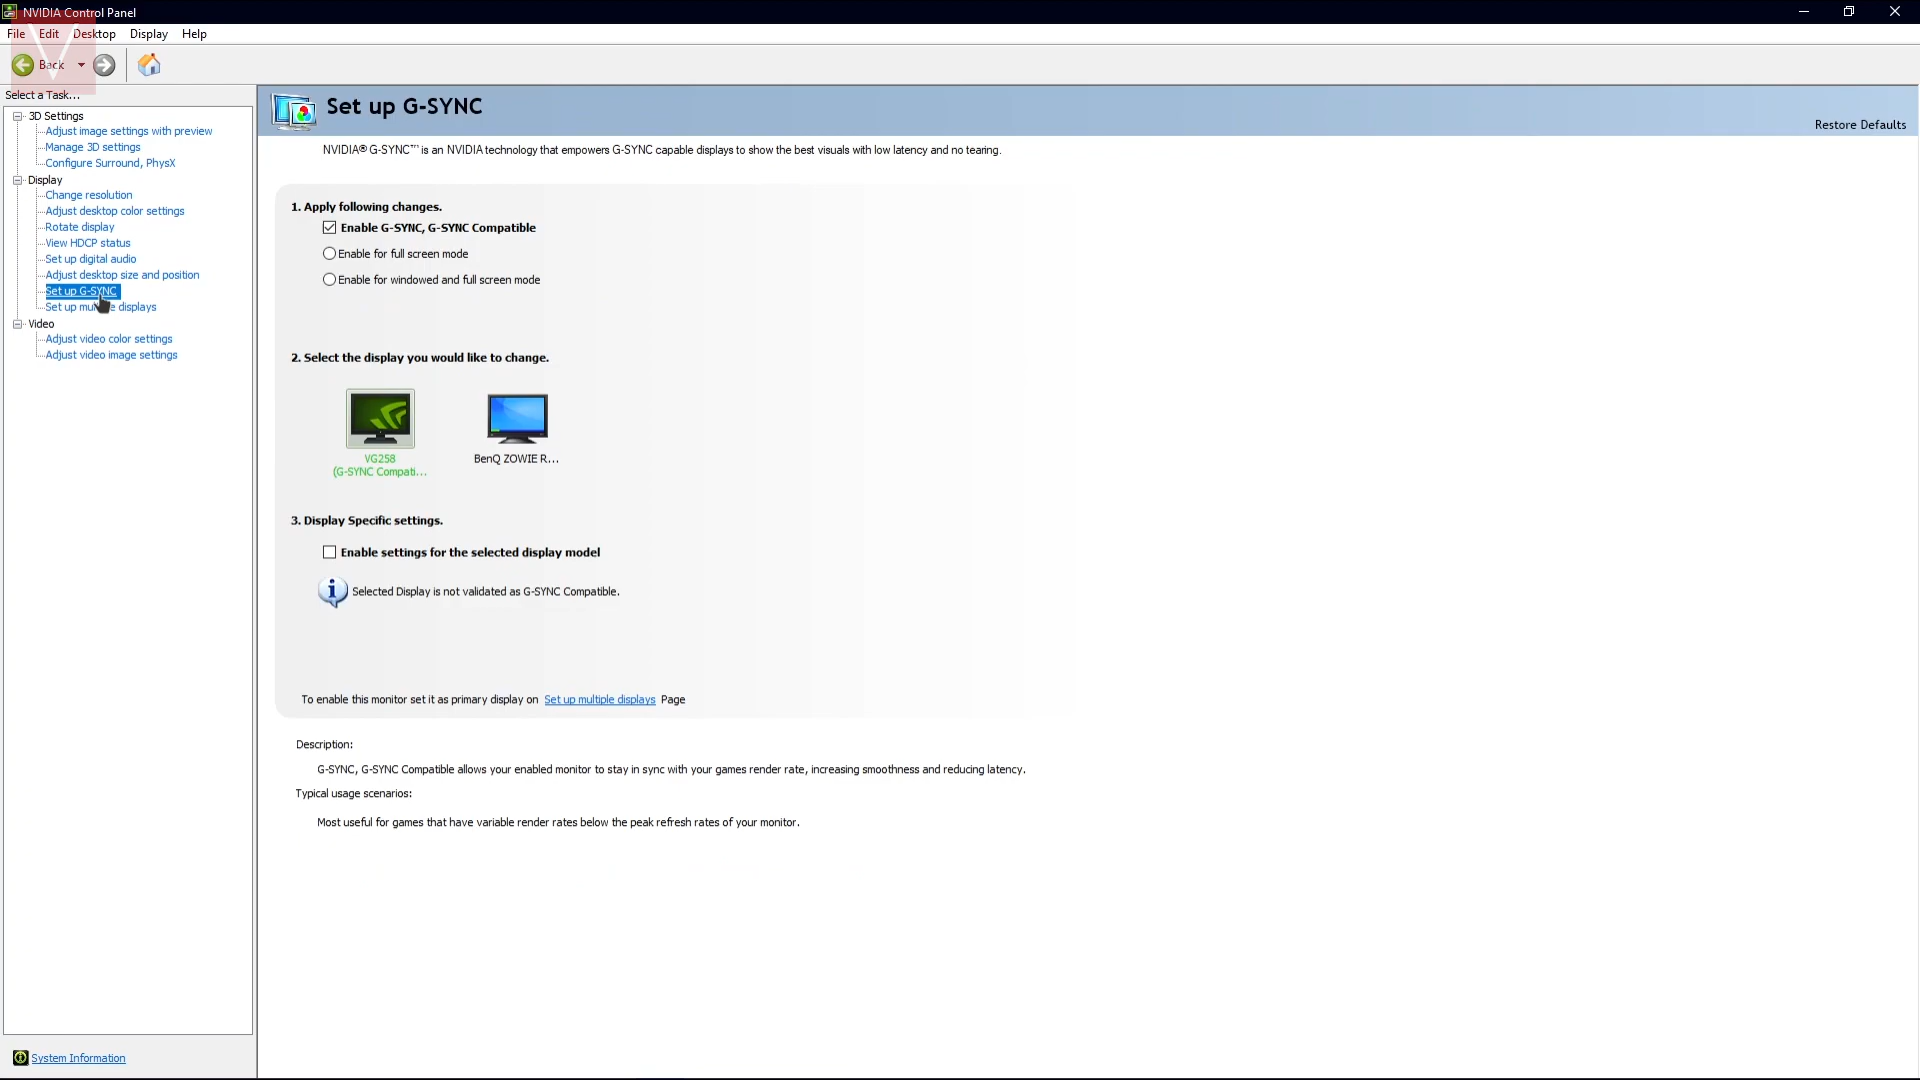 NVIDIA Control Panel
File Edit Desktop Display Help
Back
Select a Task...
3D Settings
Adjust image settings with preview
Manage 3D settings
Configure Surround, PhysX
Display
Change resolution
Adjust desktop color settings
Rotate display
View HDCP status
Set up digital audio
Adjust desktop size and position
Set up G-SYNC
Set up displays
Video
Adjust video color settings
Adjust video image settings
System Information
Set up G-SYNC
Restore Defaults
NVIDIA® G-SYNC™ is an NVIDIA technology that empowers G-SYNC capable displays to show the best visuals with low latency and no tearing.
1. Apply following changes.
Enable G-SYNC, G-SYNC Compatible
Enable for full screen mode
Enable for windowed and full screen mode
2. Select the display you would like to change.
VG258
(G-SYNC Compati...
BenQ ZOWIE R...
3. Display Specific settings.
Enable settings for the selected display model
Selected Display is not validated as G-SYNC Compatible.
To enable this monitor set it as primary display on Set up multiple displays Page
Description:
G-SYNC, G-SYNC Compatible allows your enabled monitor to stay in sync with your games render rate, increasing smoothness and reducing latency.
Typical usage scenarios:
Most useful for games that have variable render rates below the peak refresh rates of your monitor.